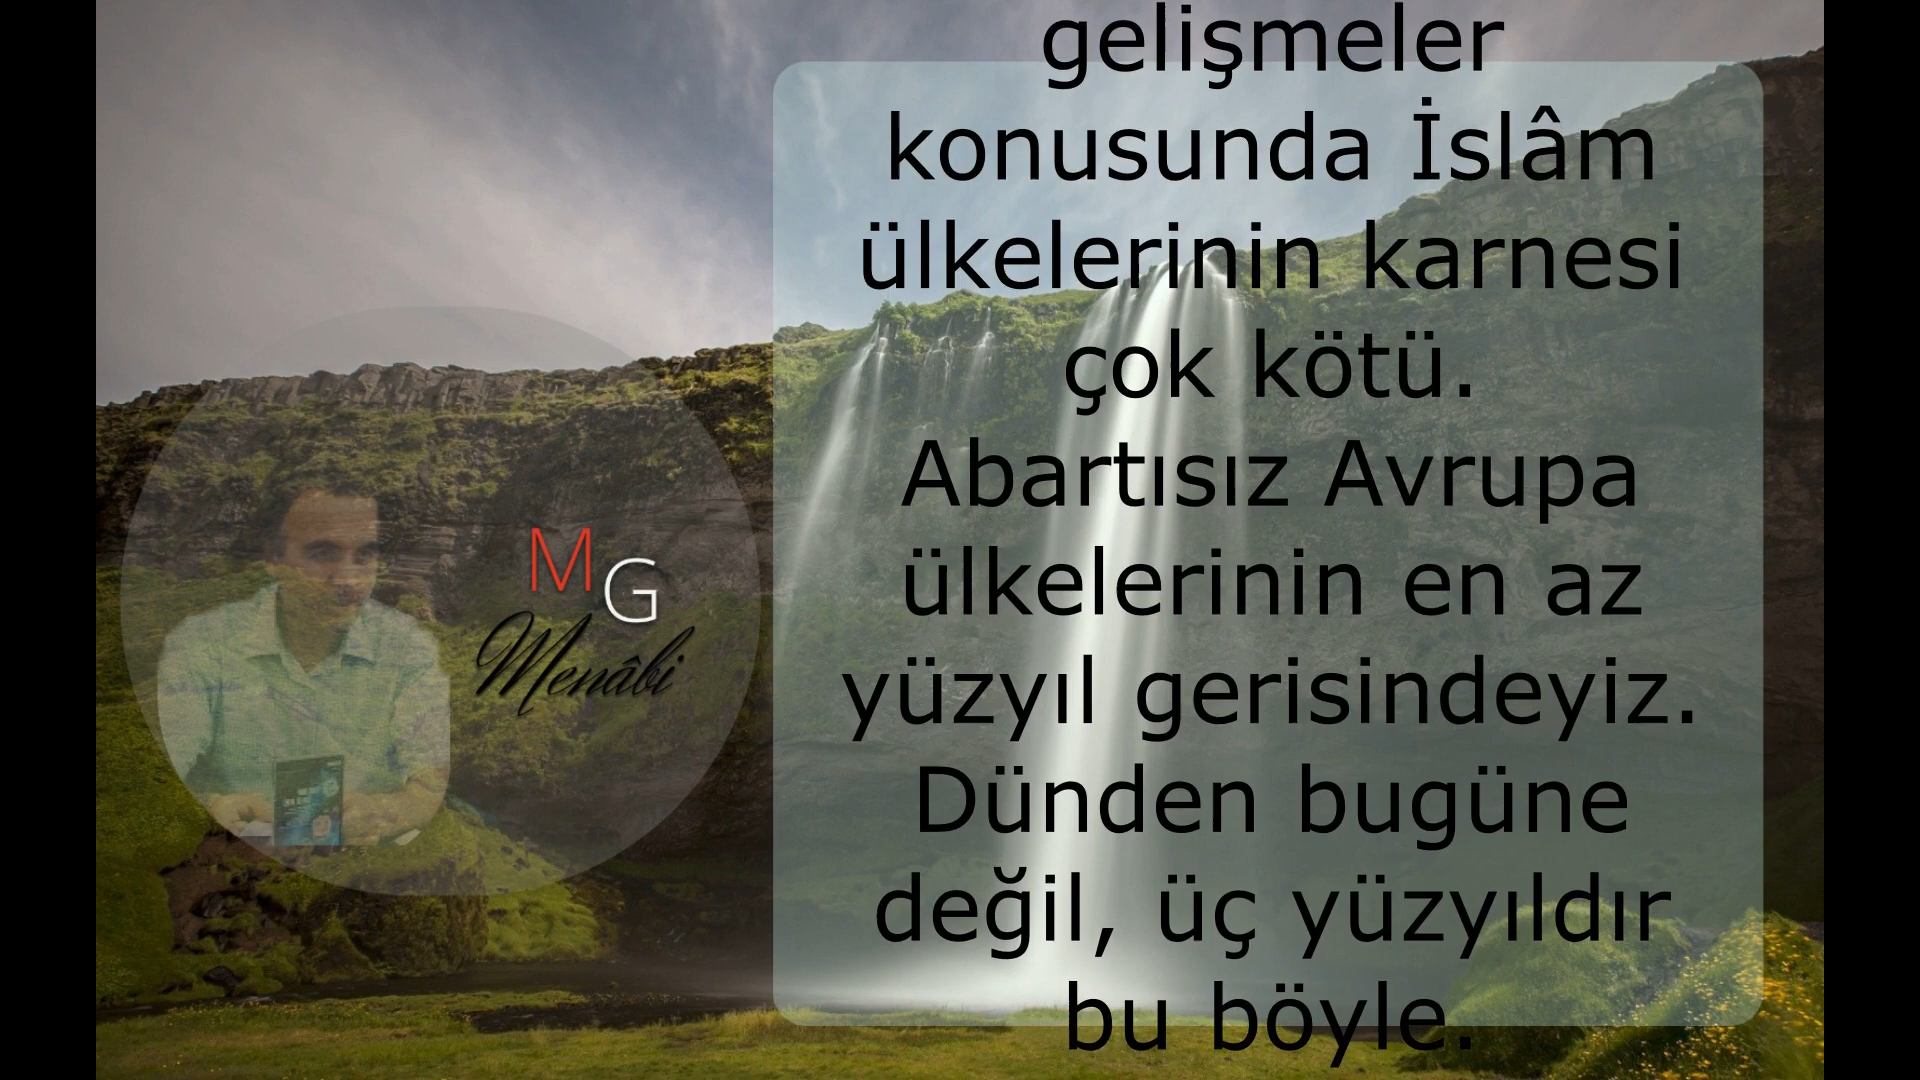 gelişmeler
konusunda İslâm
ülkelerinin karnesi
çok kötü.
Abartısız Avrupa
ülkelerinin en az
yüzyıl gerisindeyiz.
Dünden bugüne
değil, üç yüzyıldır
bu böyle.
MG
Menâbi